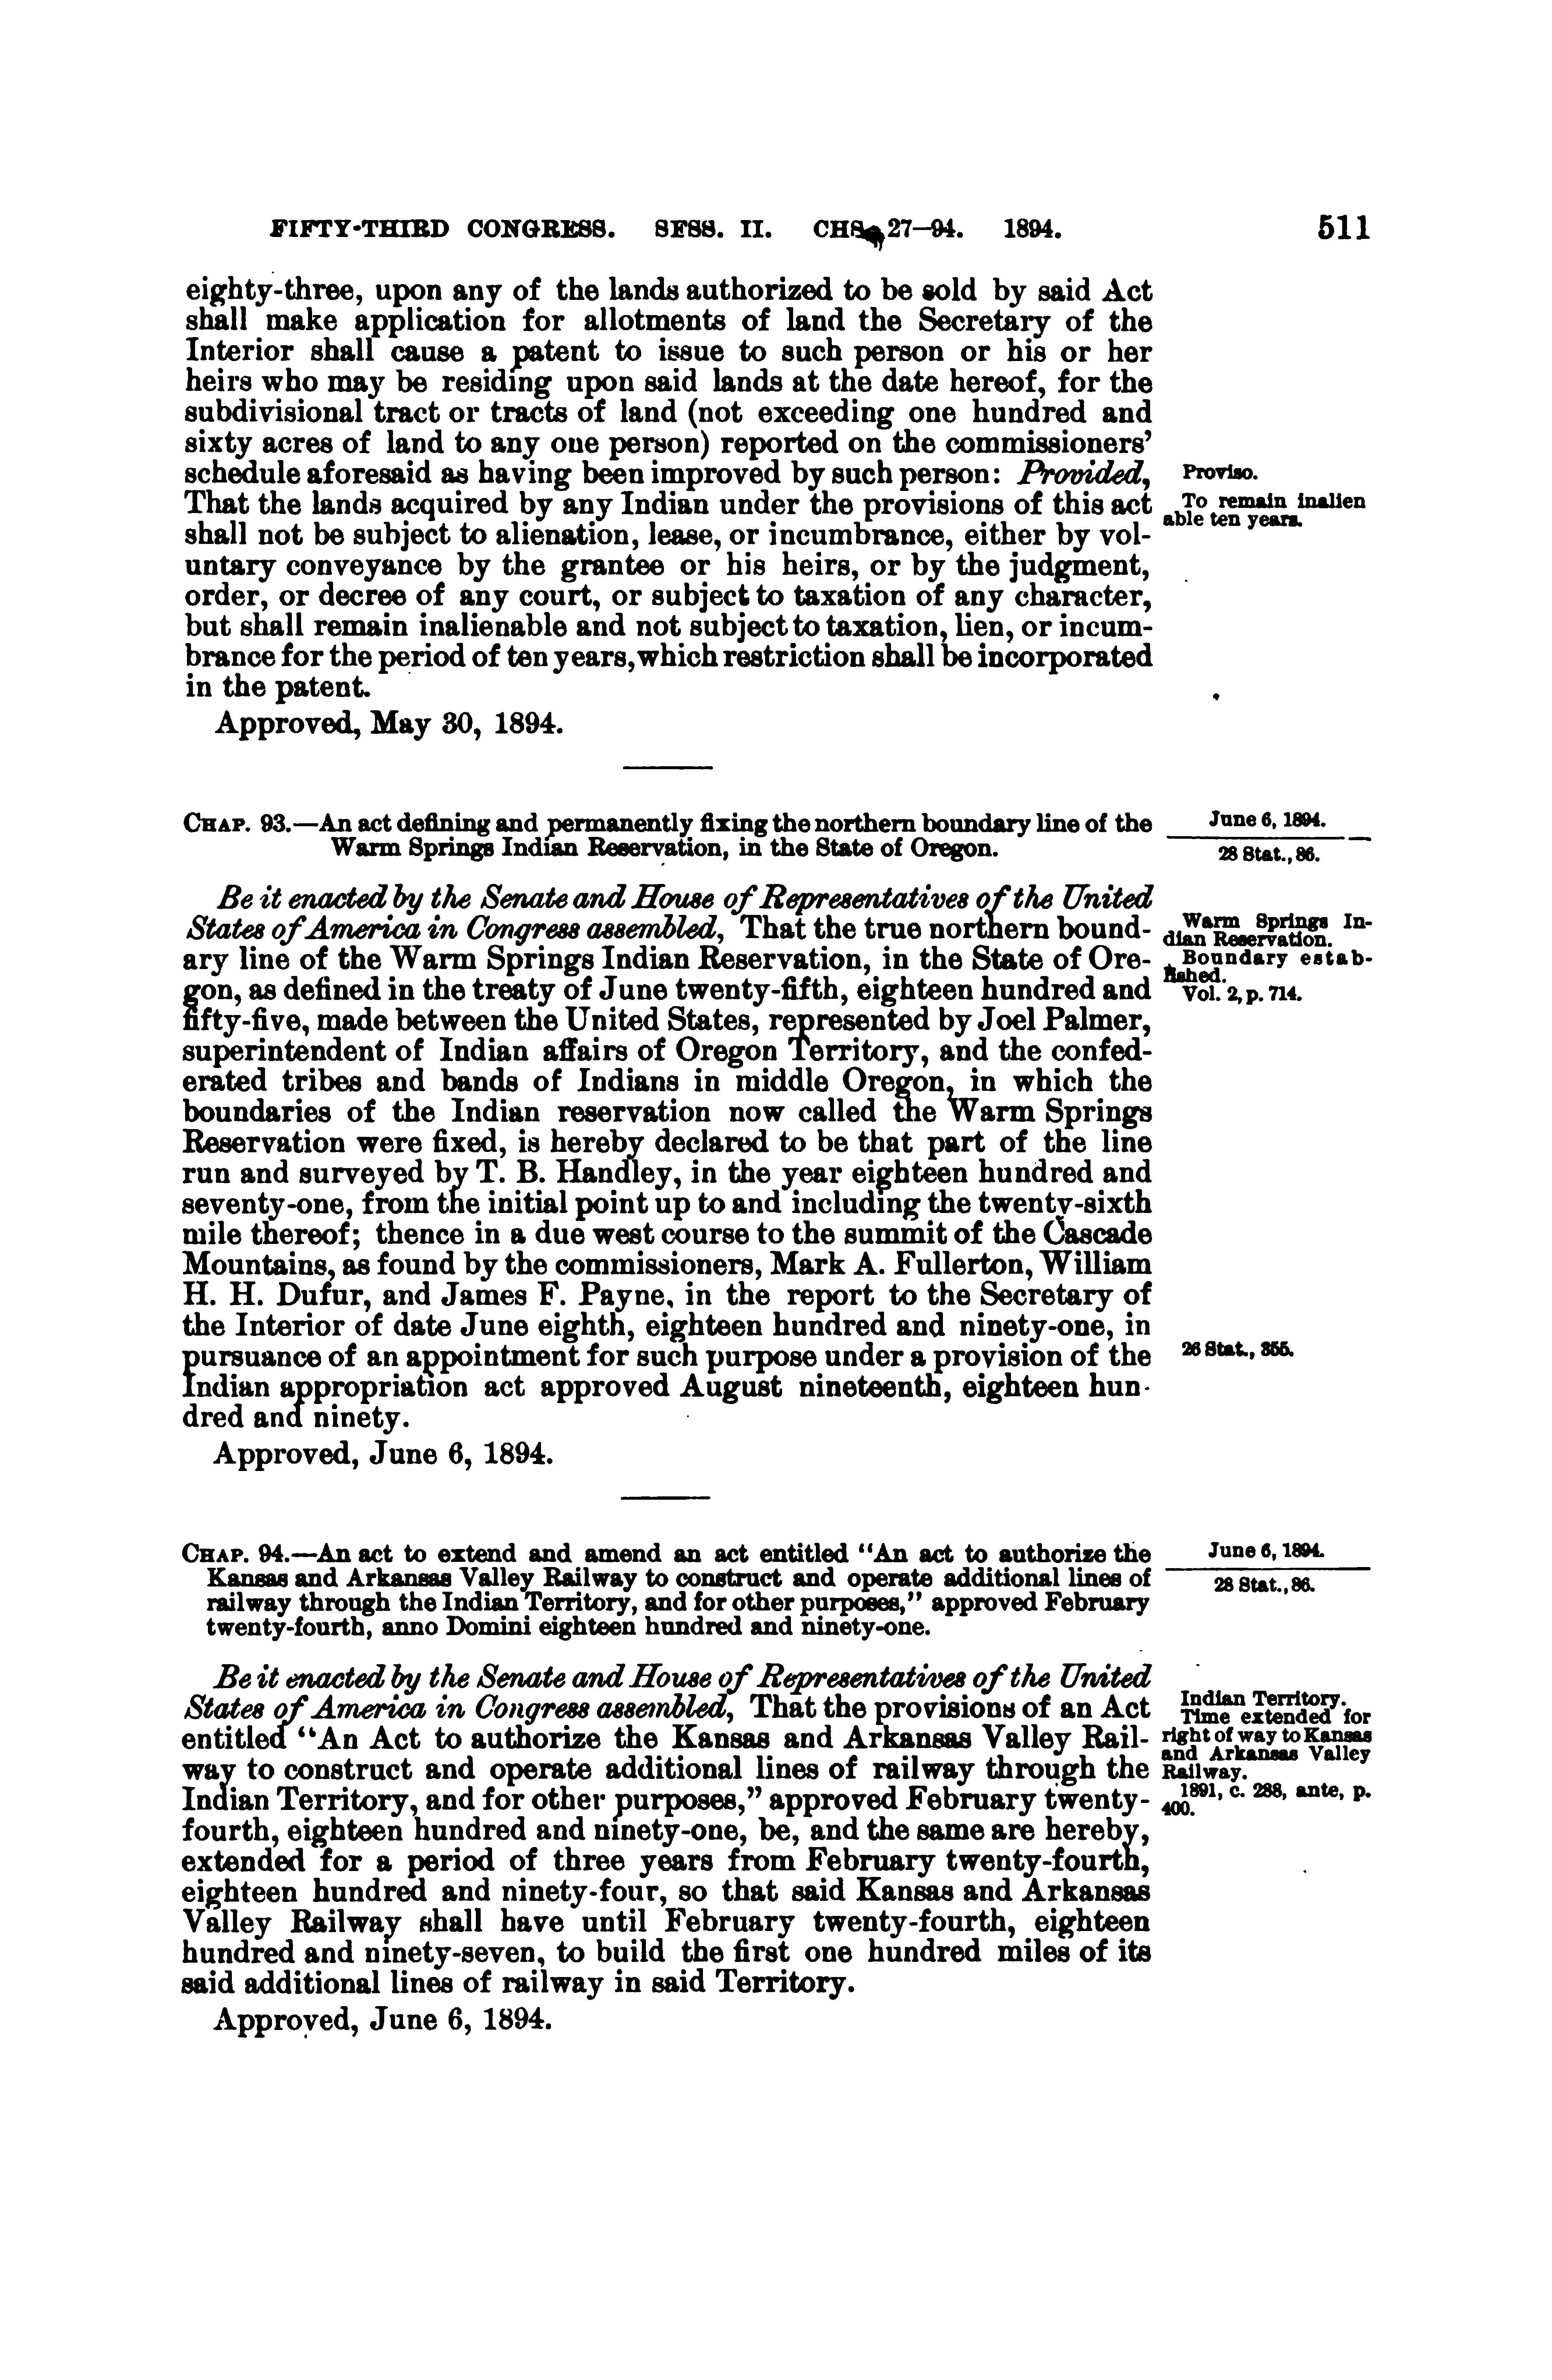 FIFTY-THIRD CONGRESS. SESS. II. CHS. 27–94. 1894. 511
eighty-three, upon any of the lands authorized to be sold by said Act
shall make application for allotments of land the Secretary of the
Interior shall cause a patent to issue to such person or his or her
heirs who may be residing upon said lands at the date hereof, for the
subdivisional tract or tracts of land (not exceeding one hundred and
sixty acres of land to any one person) reported on the commissioners'
schedule aforesaid as having been improved by such person: Provided,
That the lands acquired by any Indian under the provisions of this act
shall not be subject to alienation, lease, or incumbrance, either by vol-
untary conveyance by the grantee or his heirs, or by the judgment,
order, or decree of any court, or subject to taxation of any character,
but shall remain inalienable and not subject to taxation, lien, or incum-
brance for the period of ten years, which restriction shall be incorporated
in the patent.
Approved, May 30, 1894.
Proviso.
To remain inalien
able ten years.
CHAP. 93.—An act defining and permanently fixing the northern boundary line of the
Warm Springs Indian Reservation, in the State of Oregon.
June 6, 1894.
28 Stat., 86.
Be it enacted by the Senate and House of Representatives of the United
States of America in Congress assembled, That the true northern bound-
ary line of the Warm Springs Indian Reservation, in the State of Ore-
gon, as defined in the treaty of June twenty-fifth, eighteen hundred and
fifty-five, made between the United States, represented by Joel Palmer,
superintendent of Indian affairs of Oregon Territory, and the confed-
erated tribes and bands of Indians in middle Oregon, in which the
boundaries of the Indian reservation now called the Warm Springs
Reservation were fixed, is hereby declared to be that part of the line
run and surveyed by T. B. Handley, in the year eighteen hundred and
seventy-one, from the initial point up to and including the twenty-sixth
mile thereof; thence in a due west course to the summit of the Cascade
Mountains, as found by the commissioners, Mark A. Fullerton, William
H. H. Dufur, and James F. Payne, in the report to the Secretary of
the Interior of date June eighth, eighteen hundred and ninety-one, in
pursuance of an appointment for such purpose under a provision of the
Indian appropriation act approved August nineteenth, eighteen hun-
dred and ninety.
Approved, June 6, 1894.
Warm Springs In-
dian Reservation.
Boundary estab-
lished.
Vol. 2, p. 714.
26 Stat., 355.
CHAP. 94.—An act to extend and amend an act entitled "An act to authorize the
Kansas and Arkansas Valley Railway to construct and operate additional lines of
railway through the Indian Territory, and for other purposes," approved February
twenty-fourth, anno Domini eighteen hundred and ninety-one.
June 6, 1894.
28 Stat., 86.
Be it enacted by the Senate and House of Representatives of the United
States of America in Congress assembled, That the provisions of an Act
entitled "An Act to authorize the Kansas and Arkansas Valley Rail-
way to construct and operate additional lines of railway through the
Indian Territory, and for other purposes," approved February twenty-
fourth, eighteen hundred and ninety-one, be, and the same are hereby,
extended for a period of three years from February twenty-fourth,
eighteen hundred and ninety-four, so that said Kansas and Arkansas
Valley Railway shall have until February twenty-fourth, eighteen
hundred and ninety-seven, to build the first one hundred miles of its
said additional lines of railway in said Territory.
Approved, June 6, 1894.
Indian Territory.
Time extended for
right of way to Kansas
and Arkansas Valley
Railway.
1891, c. 288, ante, p.
400.